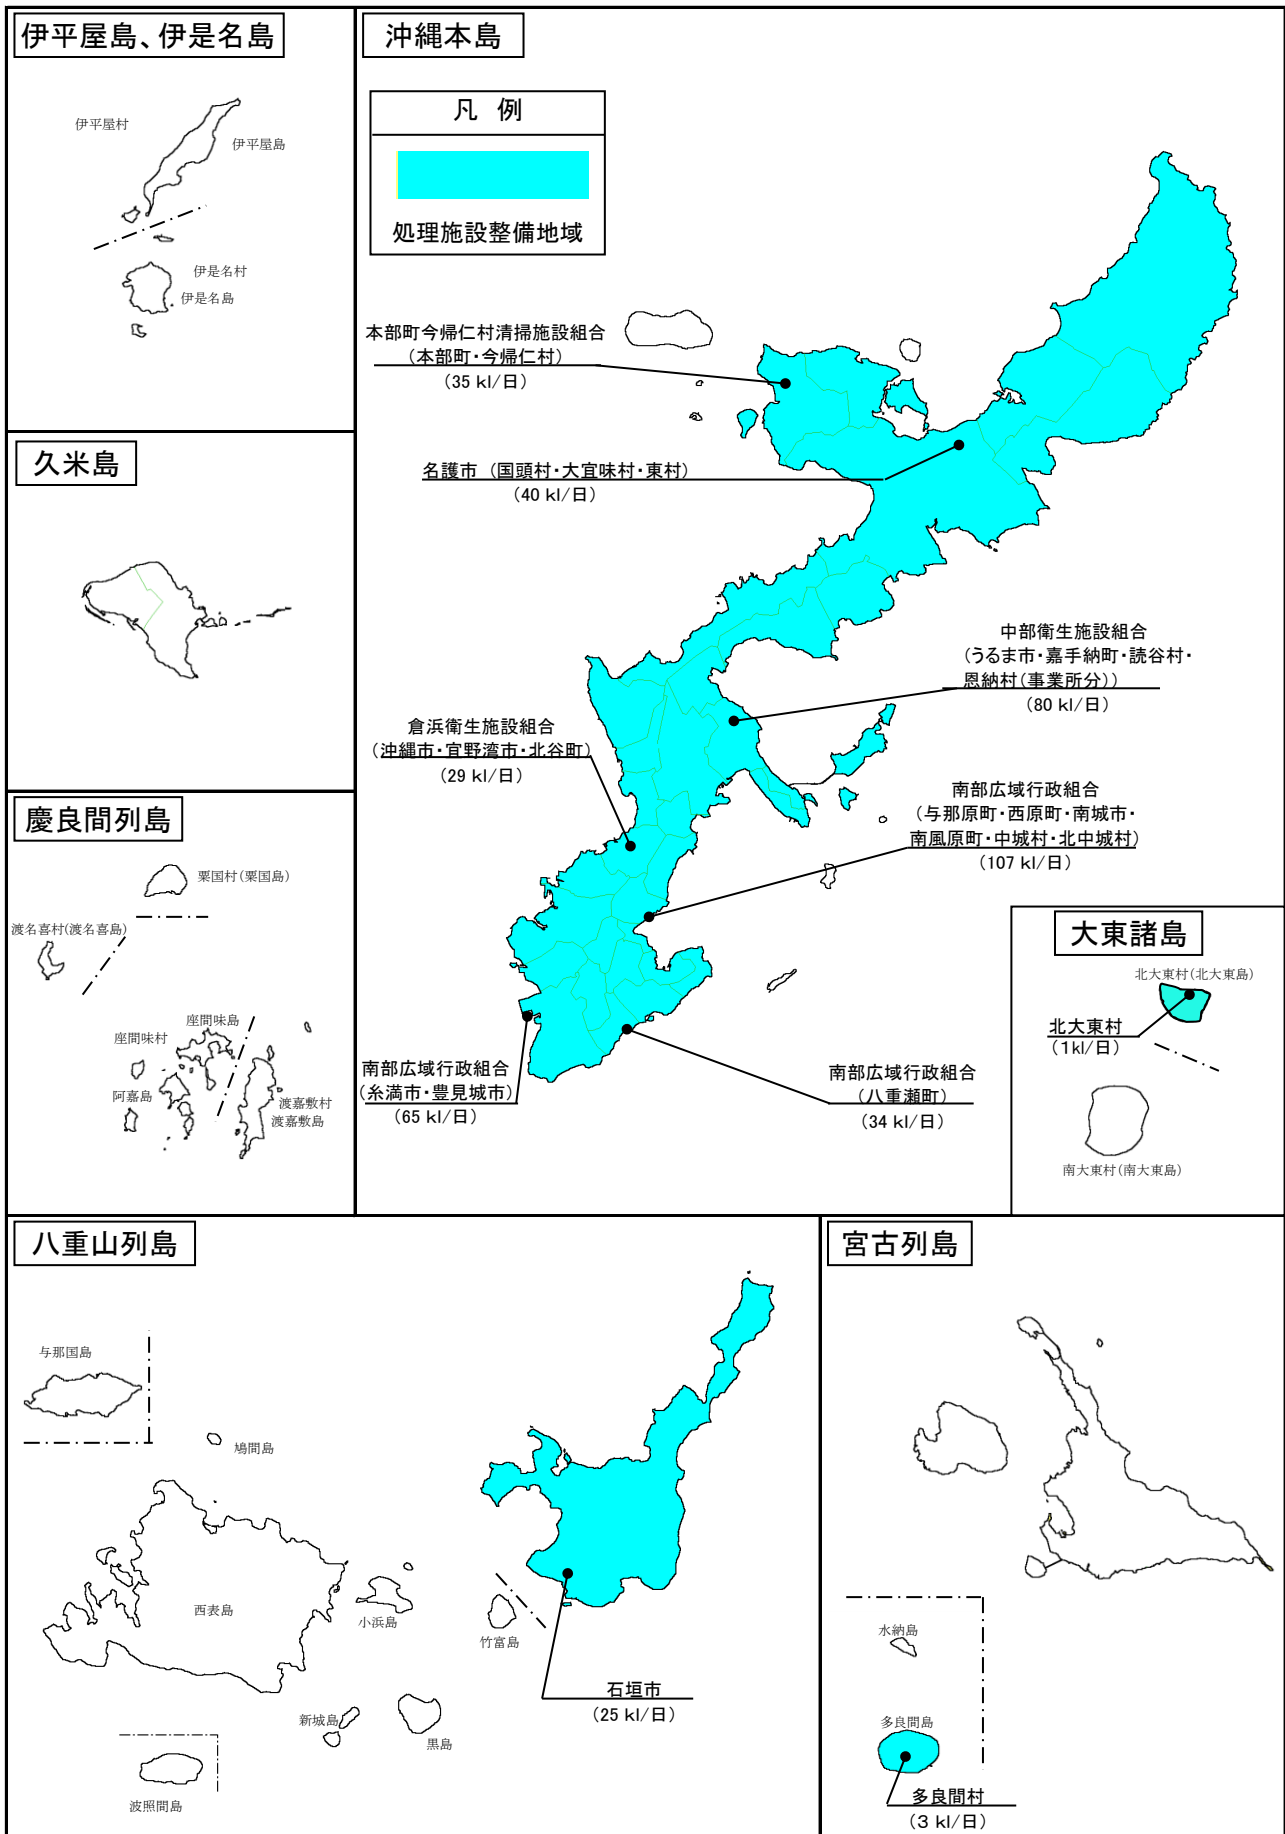 伊平屋島、伊是名島
伊平屋村
伊平屋島
伊是名村
伊是名島
久米島
慶良間列島
粟国村(粟国島)
渡名喜村(渡名喜島)
座間味島
座間味村
阿嘉島
渡嘉敷村
渡嘉敷島
沖縄本島
凡 例
処理施設整備地域
本部町今帰仁村清掃施設組合
(本部町・今帰仁村)
(35 kl/日)
名護市 (国頭村・大宜味村・東村)
(40 kl/日)
中部衛生施設組合
(うるま市・嘉手納町・読谷村・
恩納村(事業所分))
(80 kl/日)
倉浜衛生施設組合
(沖縄市・宜野湾市・北谷町)
(29 kl/日)
南部広域行政組合
(与那原町・西原町・南城市・
南風原町・中城村・北中城村)
(107 kl/日)
南部広域行政組合
(糸満市・豊見城市)
(65 kl/日)
南部広域行政組合
(八重瀬町)
(34 kl/日)
大東諸島
北大東村(北大東島)
北大東村
(1kl/日)
南大東村(南大東島)
八重山列島
与那国島
鳩間島
西表島
小浜島
竹富島
新城島
黒島
波照間島
石垣市
(25 kl/日)
宮古列島
水納島
多良間島
多良間村
(3 kl/日)